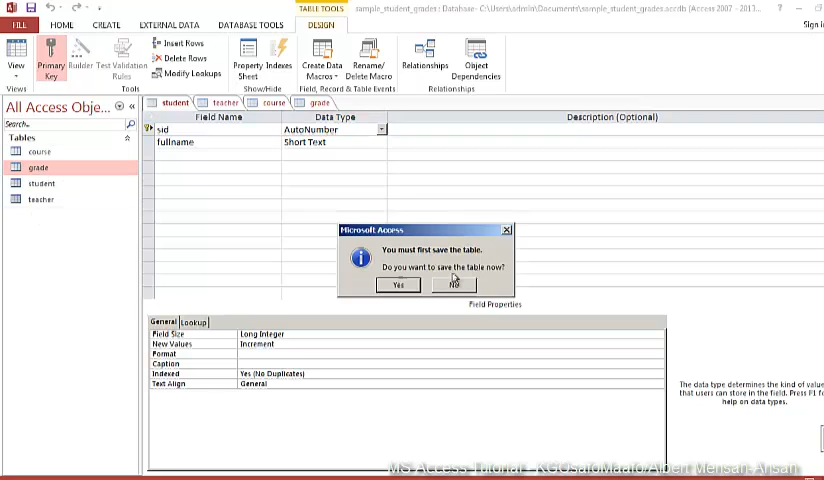 TABLE TOOLS
sample_student_grades : Database- C:\Users\admin\Documents\sample_student_grades.accdb (Access 2007 - 2013...
?
Sign i
FILE HOME CREATE EXTERNAL DATA DATABASE TOOLS DESIGN
View
Primary Key
Builder
Test Validation Rules
Insert Rows
Delete Rows
Modify Lookups
Property Sheet
Indexes
Create Data Macros
Rename/ Delete Macro
Relationships
Object Dependencies
Views
Tools
Show/Hide
Field, Record & Table Events
Relationships
All Access Obje...
Search...
Tables
course
grade
student
teacher
student teacher course grade
Field Name Data Type Description (Optional)
sid AutoNumber
fullname Short Text
Microsoft Access
You must first save the table.
Do you want to save the table now?
Yes No
Field Properties
General Lookup
Field Size Long Integer
New Values Increment
Format
Caption
Indexed Yes (No Duplicates)
Text Align General
The data type determines the kind of value
that users can store in the field. Press F1 fo
help on data types.
MS Access Tutorial - KGOsafoMaafo/Albert Mensah-Ansah